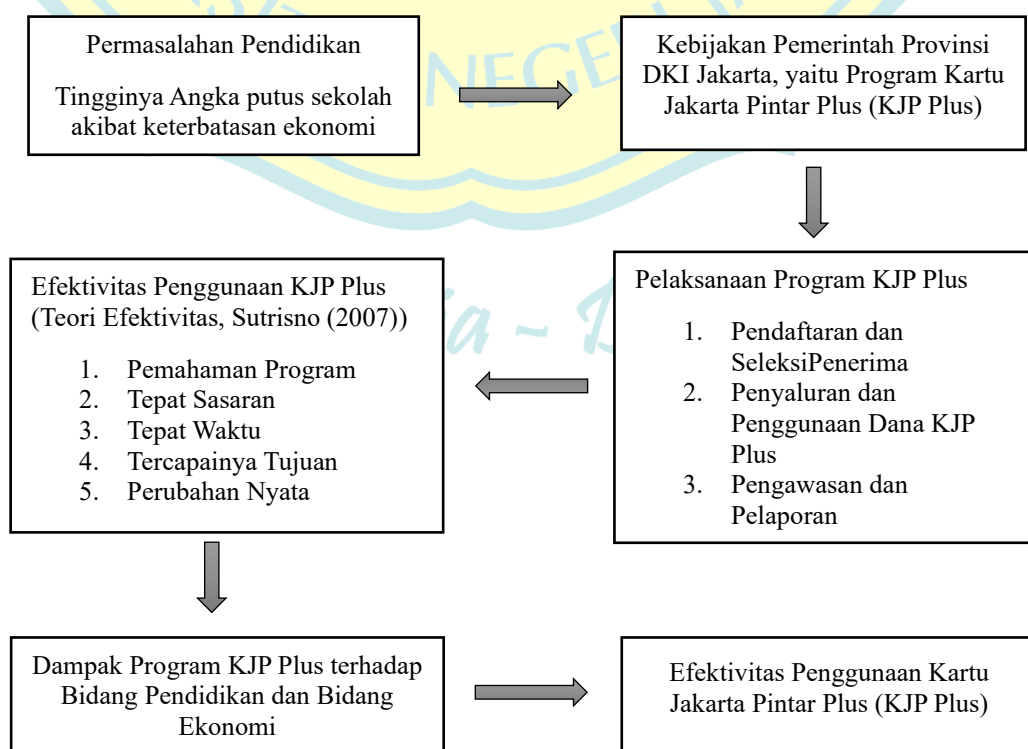 Permasalahan Pendidikan
Tingginya Angka putus sekolah
akibat keterbatasan ekonomi
Kebijakan Pemerintah Provinsi
DKI Jakarta, yaitu Program Kartu
Jakarta Pintar Plus (KJP Plus)
Pelaksanaan Program KJP Plus
1. Pendaftaran dan
SeleksiPenerima
2. Penyaluran dan
Penggunaan Dana KJP
Plus
3. Pengawasan dan
Pelaporan
Efektivitas Penggunaan KJP Plus
(Teori Efektivitas, Sutrisno (2007))
1. Pemahaman Program
2. Tepat Sasaran
3. Tepat Waktu
4. Tercapainya Tujuan
5. Perubahan Nyata
Dampak Program KJP Plus terhadap
Bidang Pendidikan dan Bidang
Ekonomi
Efektivitas Penggunaan Kartu
Jakarta Pintar Plus (KJP Plus)